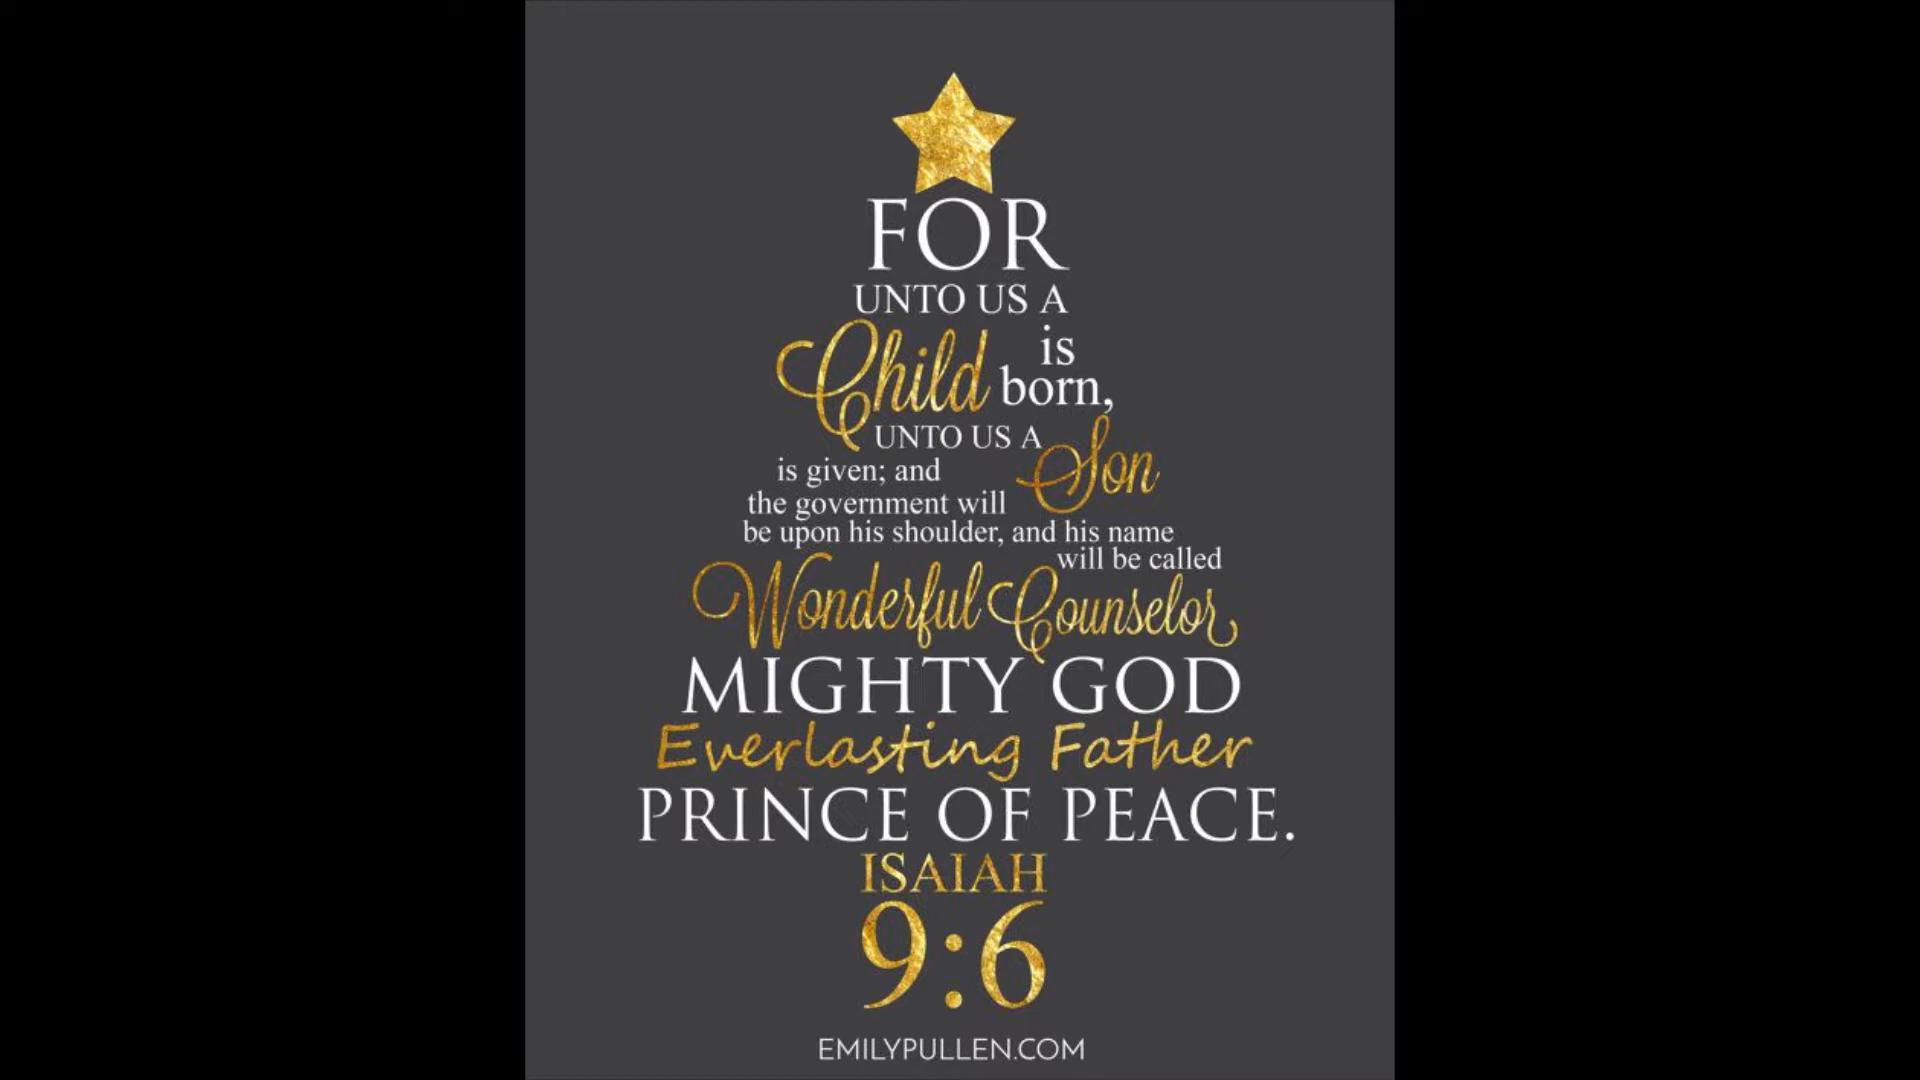 FOR
UNTO US A
Child is born,
UNTO US A Son
is given; and
the government will
be upon his shoulder, and his name
will be called
Wonderful Counselor
MIGHTY GOD
Everlasting Father
PRINCE OF PEACE.
ISAIAH
9:6
EMILYPULLEN.COM